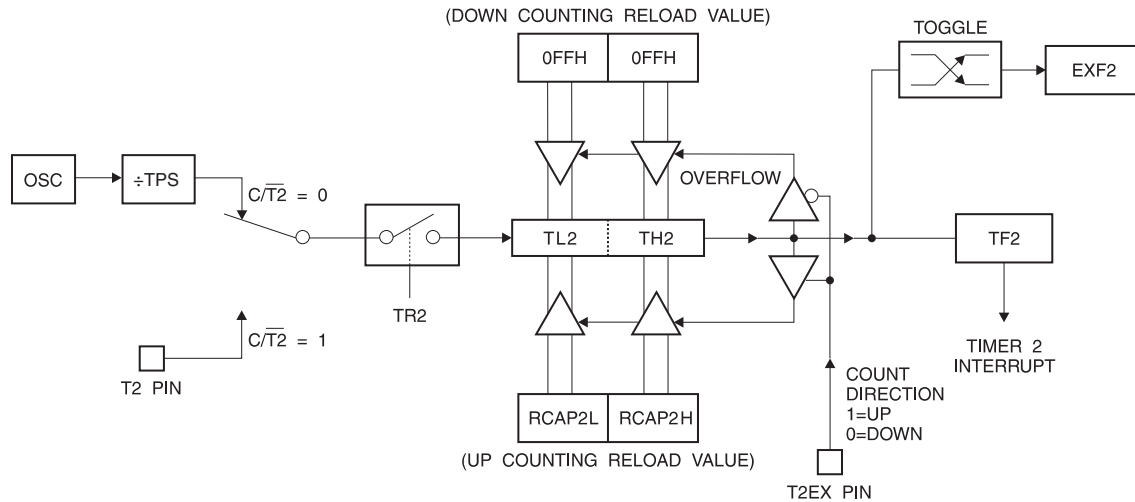 (DOWN COUNTING RELOAD VALUE)
0FFH
0FFH
TOGGLE
EXF2
OSC
÷TPS
C/T2̅ = 0
OVERFLOW
TL2
TH2
TF2
TR2
C/T2̅ = 1
T2 PIN
TIMER 2
INTERRUPT
COUNT
DIRECTION
1=UP
0=DOWN
RCAP2L
RCAP2H
(UP COUNTING RELOAD VALUE)
T2EX PIN